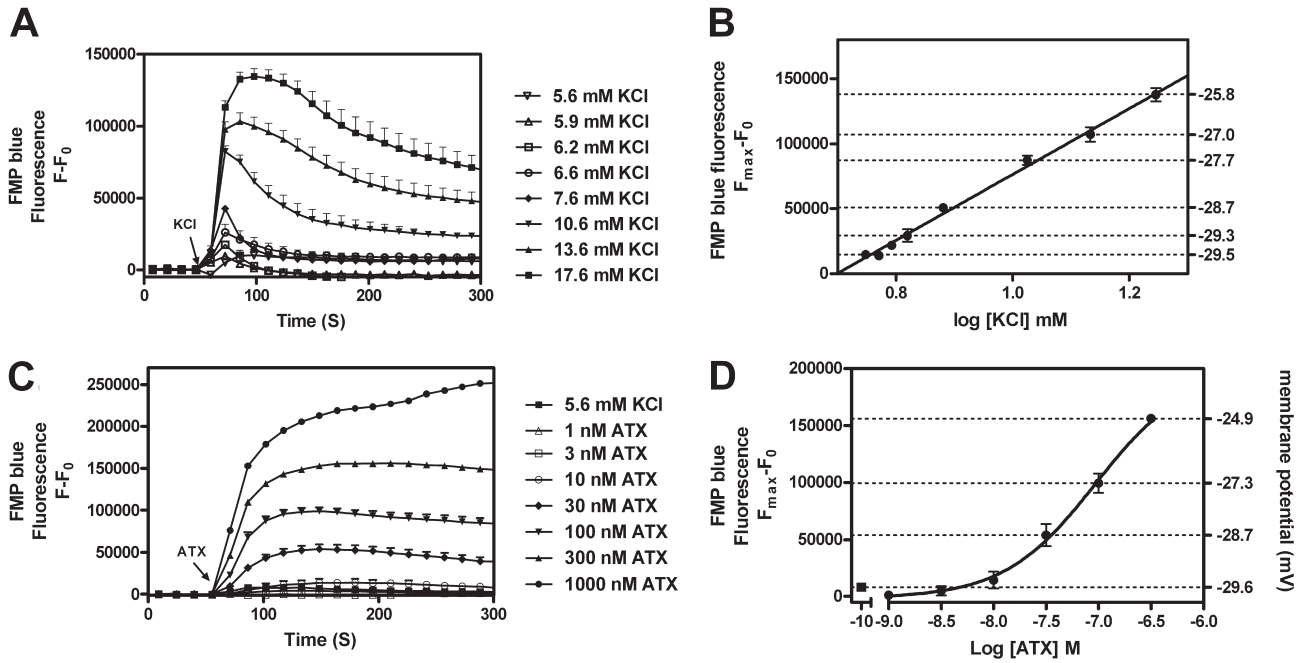 A
FMP blue
Fluorescence
F-F0
150000
100000
50000
0
KCl
0
100
200
300
Time (S)
5.6 mM KCl
5.9 mM KCl
6.2 mM KCl
6.6 mM KCl
7.6 mM KCl
10.6 mM KCl
13.6 mM KCl
17.6 mM KCl
B
FMP blue fluorescence
Fmax-F0
150000
100000
50000
0
-25.8
-27.0
-27.7
-28.7
-29.3
-29.5
0.8
1.0
1.2
log [KCl] mM
C
FMP blue
Fluorescence
F-F0
250000
200000
150000
100000
50000
0
ATX
0
100
200
300
Time (S)
5.6 mM KCl
1 nM ATX
3 nM ATX
10 nM ATX
30 nM ATX
100 nM ATX
300 nM ATX
1000 nM ATX
D
FMP blue
Fluorescence
Fmax-F0
200000
150000
100000
50000
0
-24.9
-27.3
-28.7
-29.6
membrane potential (mV)
-10
-9.0
-8.5
-8.0
-7.5
-7.0
-6.5
-6.0
Log [ATX] M